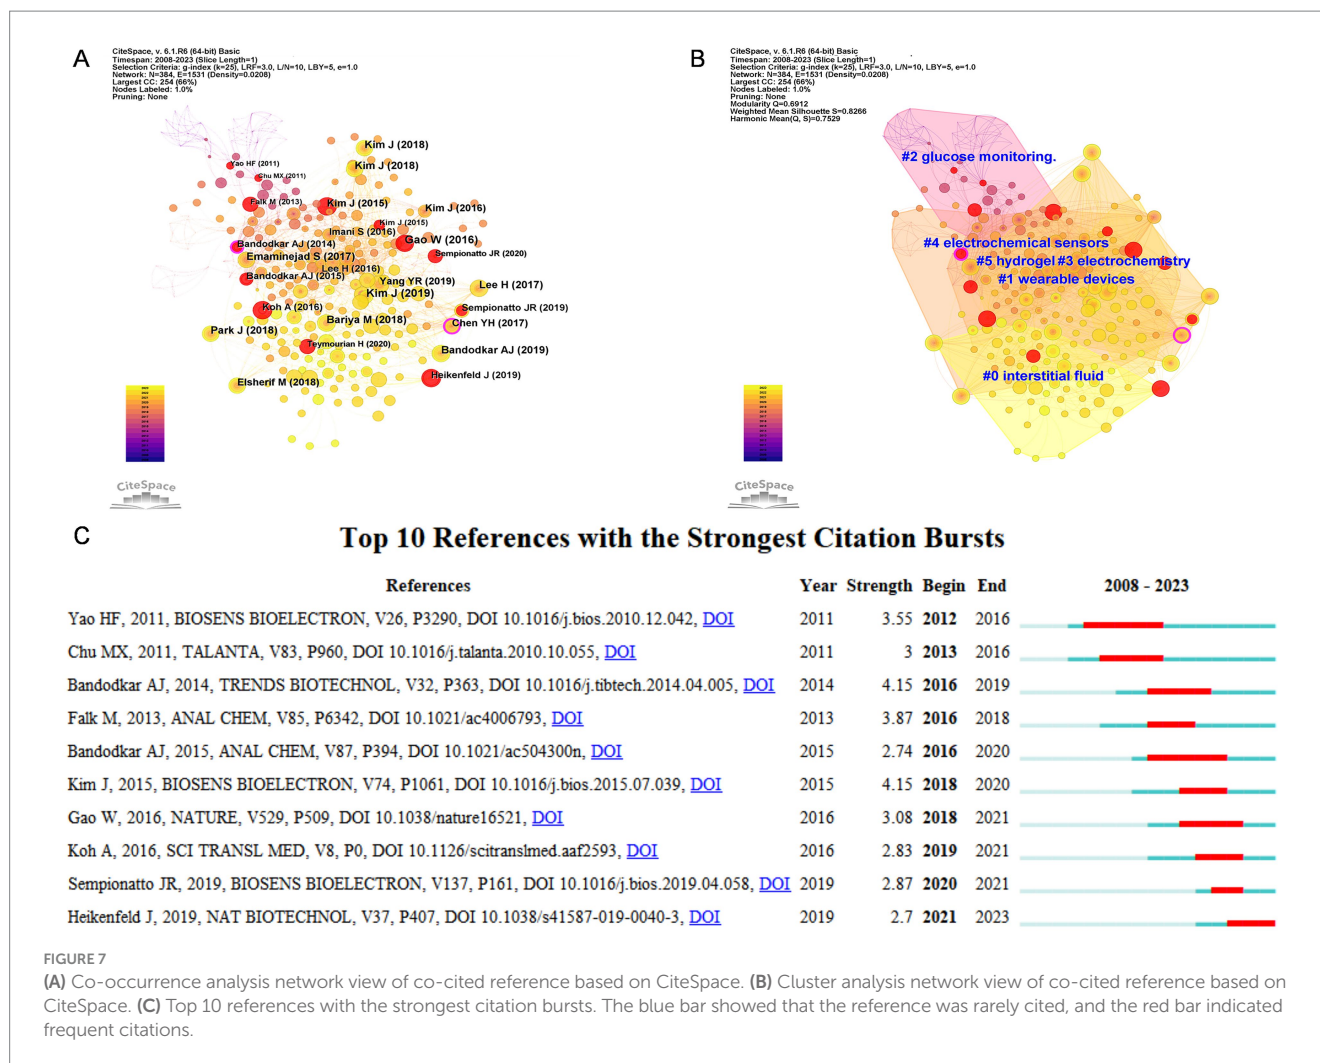 A
CiteSpace, v. 6.1.R6 (64-bit) Basic
Timespan: 2008-2023 (Slice Length=1)
Selection Criteria: g-index (k=25), LRF=3.0, L/N=10, LBY=5, e=1.0
Network: N=384, E=1531 (Density=0.0208)
Largest CC: 254 (66%)
Nodes Labeled: 1.0%
Pruning: None
Kim J (2018)
Yao HF (2011)
Kim J (2018)
Chu MX (2011)
Falk M (2013)
Kim J (2015)
Kim J (2016)
Kim J (2015)
Imani S (2016)
Bandodkar AJ (2014)
Gao W (2016)
Emaminejad S (2017)
Sempionatto JR (2020)
Lee H (2016)
Bandodkar AJ (2015)
Yang YR (2019)
Lee H (2017)
Kim J (2019)
Koh A (2016)
Sempionatto JR (2019)
Bariya M (2018)
Chen YH (2017)
Park J (2018)
Teymourian H (2020)
Bandodkar AJ (2019)
Heikenfeld J (2019)
Elsherif M (2018)
CiteSpace
B
CiteSpace, v. 6.1.R6 (64-bit) Basic
Timespan: 2008-2023 (Slice Length=1)
Selection Criteria: g-index (k=25), LRF=3.0, L/N=10, LBY=5, e=1.0
Network: N=384, E=1531 (Density=0.0208)
Largest CC: 254 (66%)
Nodes Labeled: 1.0%
Pruning: None
Modularity Q=0.6912
Weighted Mean Silhouette S=0.8266
Harmonic Mean(Q, S)=0.7529
#2 glucose monitoring.
#4 electrochemical sensors
#5 hydrogel #3 electrochemistry
#1 wearable devices
#0 interstitial fluid
CiteSpace
C
Top 10 References with the Strongest Citation Bursts
References Year Strength Begin End 2008 - 2023
Yao HF, 2011, BIOSENS BIOELECTRON, V26, P3290, DOI 10.1016/j.bios.2010.12.042, DOI 2011 3.55 2012 2016
Chu MX, 2011, TALANTA, V83, P960, DOI 10.1016/j.talanta.2010.10.055, DOI 2011 3 2013 2016
Bandodkar AJ, 2014, TRENDS BIOTECHNOL, V32, P363, DOI 10.1016/j.tibtech.2014.04.005, DOI 2014 4.15 2016 2019
Falk M, 2013, ANAL CHEM, V85, P6342, DOI 10.1021/ac4006793, DOI 2013 3.87 2016 2018
Bandodkar AJ, 2015, ANAL CHEM, V87, P394, DOI 10.1021/ac504300n, DOI 2015 2.74 2016 2020
Kim J, 2015, BIOSENS BIOELECTRON, V74, P1061, DOI 10.1016/j.bios.2015.07.039, DOI 2015 4.15 2018 2020
Gao W, 2016, NATURE, V529, P509, DOI 10.1038/nature16521, DOI 2016 3.08 2018 2021
Koh A, 2016, SCI TRANSL MED, V8, P0, DOI 10.1126/scitranslmed.aaf2593, DOI 2016 2.83 2019 2021
Sempionatto JR, 2019, BIOSENS BIOELECTRON, V137, P161, DOI 10.1016/j.bios.2019.04.058, DOI 2019 2.87 2020 2021
Heikenfeld J, 2019, NAT BIOTECHNOL, V37, P407, DOI 10.1038/s41587-019-0040-3, DOI 2019 2.7 2021 2023
FIGURE 7
(A) Co-occurrence analysis network view of co-cited reference based on CiteSpace. (B) Cluster analysis network view of co-cited reference based on
CiteSpace. (C) Top 10 references with the strongest citation bursts. The blue bar showed that the reference was rarely cited, and the red bar indicated
frequent citations.